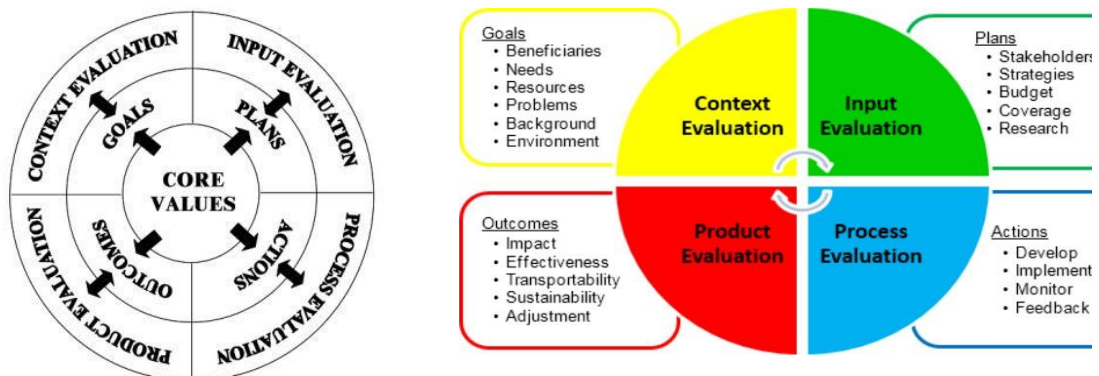 CONTEXT EVALUATION
INPUT EVALUATION
GOALS
PLANS
CORE
VALUES
OUTCOMES
ACTIONS
PRODUCT EVALUATION
PROCESS EVALUATION
Goals
• Beneficiaries
• Needs
• Resources
• Problems
• Background
• Environment
Context
Evaluation
Input
Evaluation
Plans
• Stakeholders
• Strategies
• Budget
• Coverage
• Research
Outcomes
• Impact
• Effectiveness
• Transportability
• Sustainability
• Adjustment
Product
Evaluation
Process
Evaluation
Actions
• Develop
• Implement
• Monitor
• Feedback